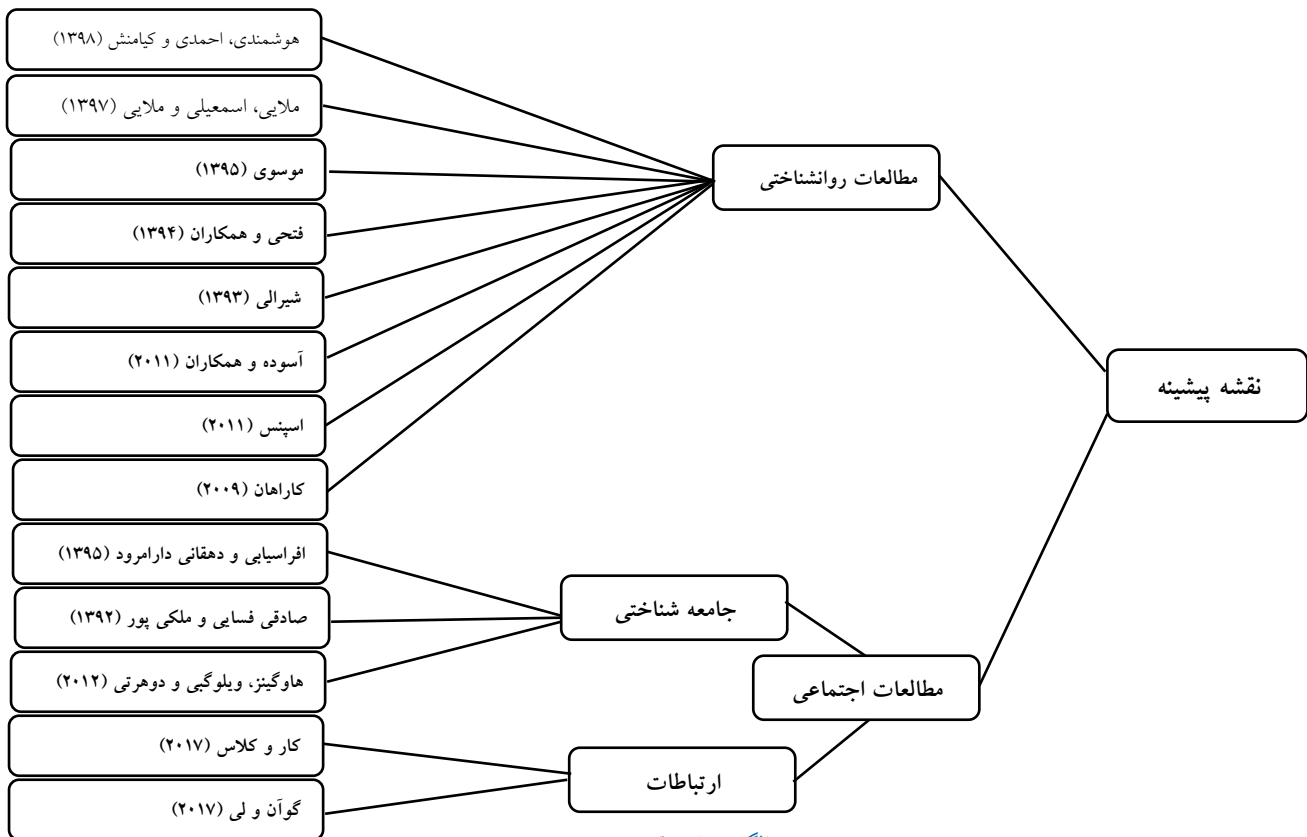 نقشه پیشینه
مطالعات روانشناختی
هوشمندی، احمدی و کیامنش (۱۳۹۸)
ملایی، اسمعیلی و ملایی (۱۳۹۷)
موسوی (۱۳۹۵)
فتحی و همکاران (۱۳۹۴)
شیرالی (۱۳۹۳)
آسوده و همکاران (۲۰۱۱)
اسپنس (۲۰۱۱)
کاراهان (۲۰۰۹)
مطالعات اجتماعی
جامعه شناختی
افراسیابی و دهقانی دارامرود (۱۳۹۵)
صادقی فسایی و ملکی پور (۱۳۹۲)
هاوگینز، ویلوگبی و دوهرتی (۲۰۱۲)
ارتباطات
کار و کلاس (۲۰۱۷)
گوآن و لی (۲۰۱۷)